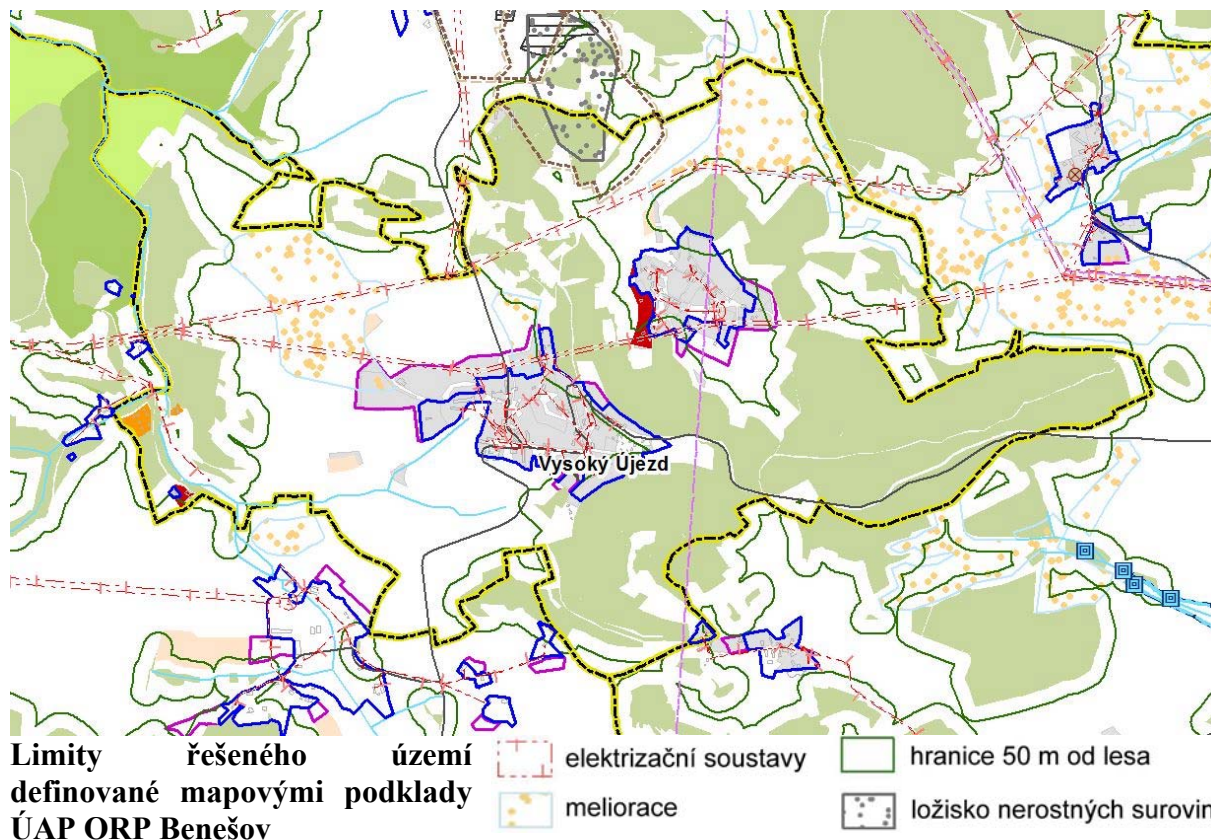 Vysoký Újezd
Limity řešeného území
definované mapovými podklady
ÚAP ORP Benešov
elektrizační soustavy
meliorace
hranice 50 m od lesa
ložisko nerostných surovin